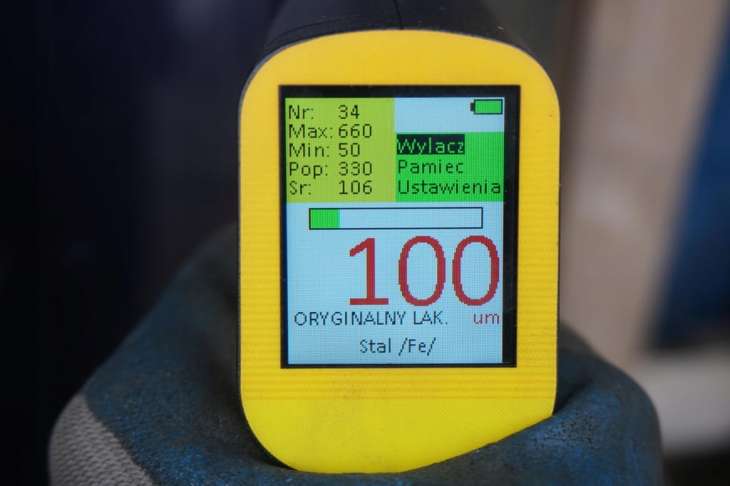 Nr: 34
Max: 660
Min: 50
Pop: 330
Sr: 106
Wylacz
Pamiec
Ustawienia
100
ORYGINALNY LAK. um
Stal /Fe/